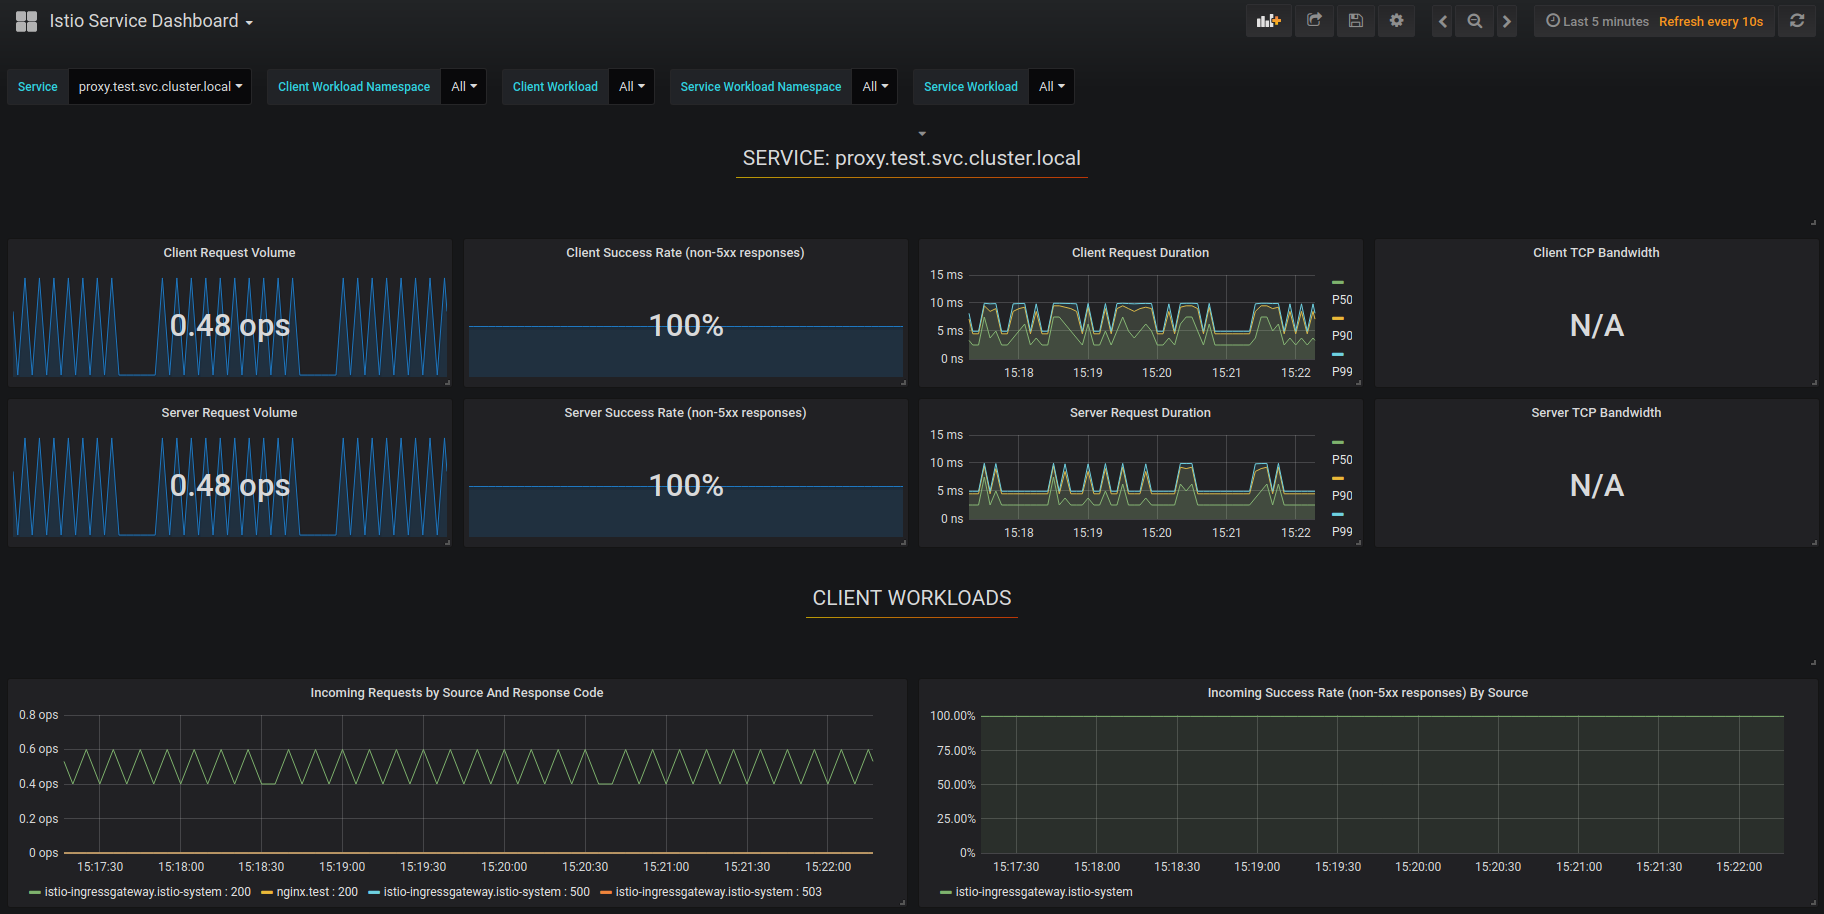 Istio Service Dashboard
Last 5 minutes Refresh every 10s
Service proxy.test.svc.cluster.local Client Workload Namespace All Client Workload All Service Workload Namespace All Service Workload All
SERVICE: proxy.test.svc.cluster.local
Client Request Volume
0.48 ops
Client Success Rate (non-5xx responses)
100%
Client Request Duration
15 ms
10 ms
5 ms
0 ns
15:18 15:19 15:20 15:21 15:22
P50
P90
P99
Client TCP Bandwidth
N/A
Server Request Volume
0.48 ops
Server Success Rate (non-5xx responses)
100%
Server Request Duration
15 ms
10 ms
5 ms
0 ns
15:18 15:19 15:20 15:21 15:22
P50
P90
P99
Server TCP Bandwidth
N/A
CLIENT WORKLOADS
Incoming Requests by Source And Response Code
0.8 ops
0.6 ops
0.4 ops
0.2 ops
0 ops
15:17:30 15:18:00 15:18:30 15:19:00 15:19:30 15:20:00 15:20:30 15:21:00 15:21:30 15:22:00
istio-ingressgateway.istio-system : 200 nginx.test : 200 istio-ingressgateway.istio-system : 500 istio-ingressgateway.istio-system : 503
Incoming Success Rate (non-5xx responses) By Source
100.00%
75.00%
50.00%
25.00%
0%
15:17:30 15:18:00 15:18:30 15:19:00 15:19:30 15:20:00 15:20:30 15:21:00 15:21:30 15:22:00
istio-ingressgateway.istio-system